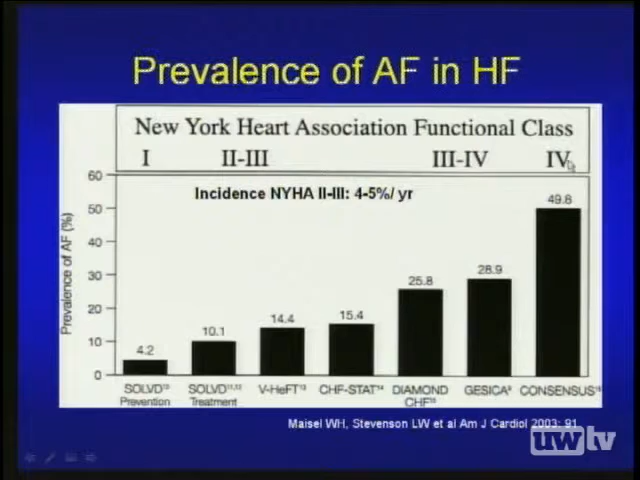 Prevalence of AF in HF
New York Heart Association Functional Class
I II-III III-IV IV
Incidence NYHA II-III: 4-5%/ yr
Prevalence of AF (%)
60
50
40
30
20
10
0
4.2 10.1 14.4 15.4 25.8 28.9 49.8
SOLVD Prevention
SOLVD Treatment
V-HeFT
CHF-STAT
DIAMOND CHF
GESICA
CONSENSUS
Maisel WH, Stevenson LW et al Am J Cardiol 2003; 91
uwtv